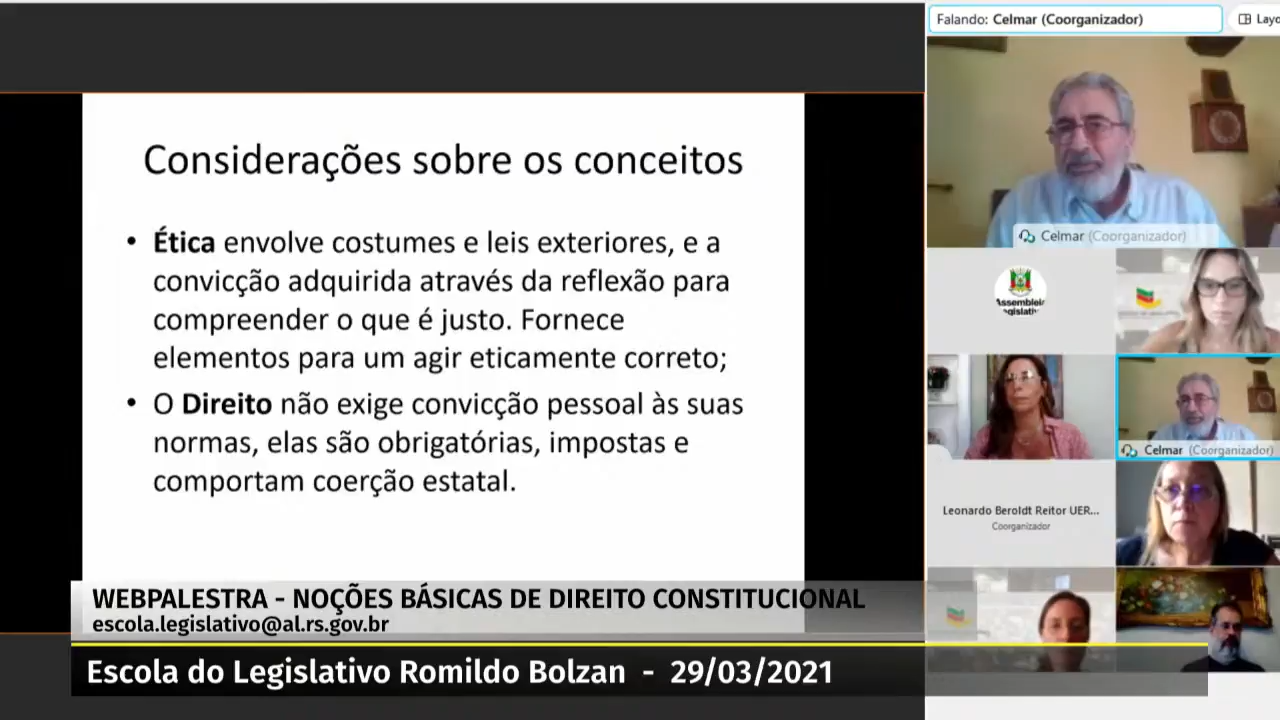 Falando: Celmar (Coorganizador)
Layo
Considerações sobre os conceitos
• Ética envolve costumes e leis exteriores, e a
convicção adquirida através da reflexão para
compreender o que é justo. Fornece
elementos para um agir eticamente correto;
• O Direito não exige convicção pessoal às suas
normas, elas são obrigatórias, impostas e
comportam coerção estatal.
Celmar (Coorganizador)
Assembleia
Legislativ
Celmar (Coorganizador)
Leonardo Beroldt Reitor UER...
Coorganizador
WEBPALESTRA - NOÇÕES BÁSICAS DE DIREITO CONSTITUCIONAL
escola.legislativo@al.rs.gov.br
Escola do Legislativo Romildo Bolzan - 29/03/2021